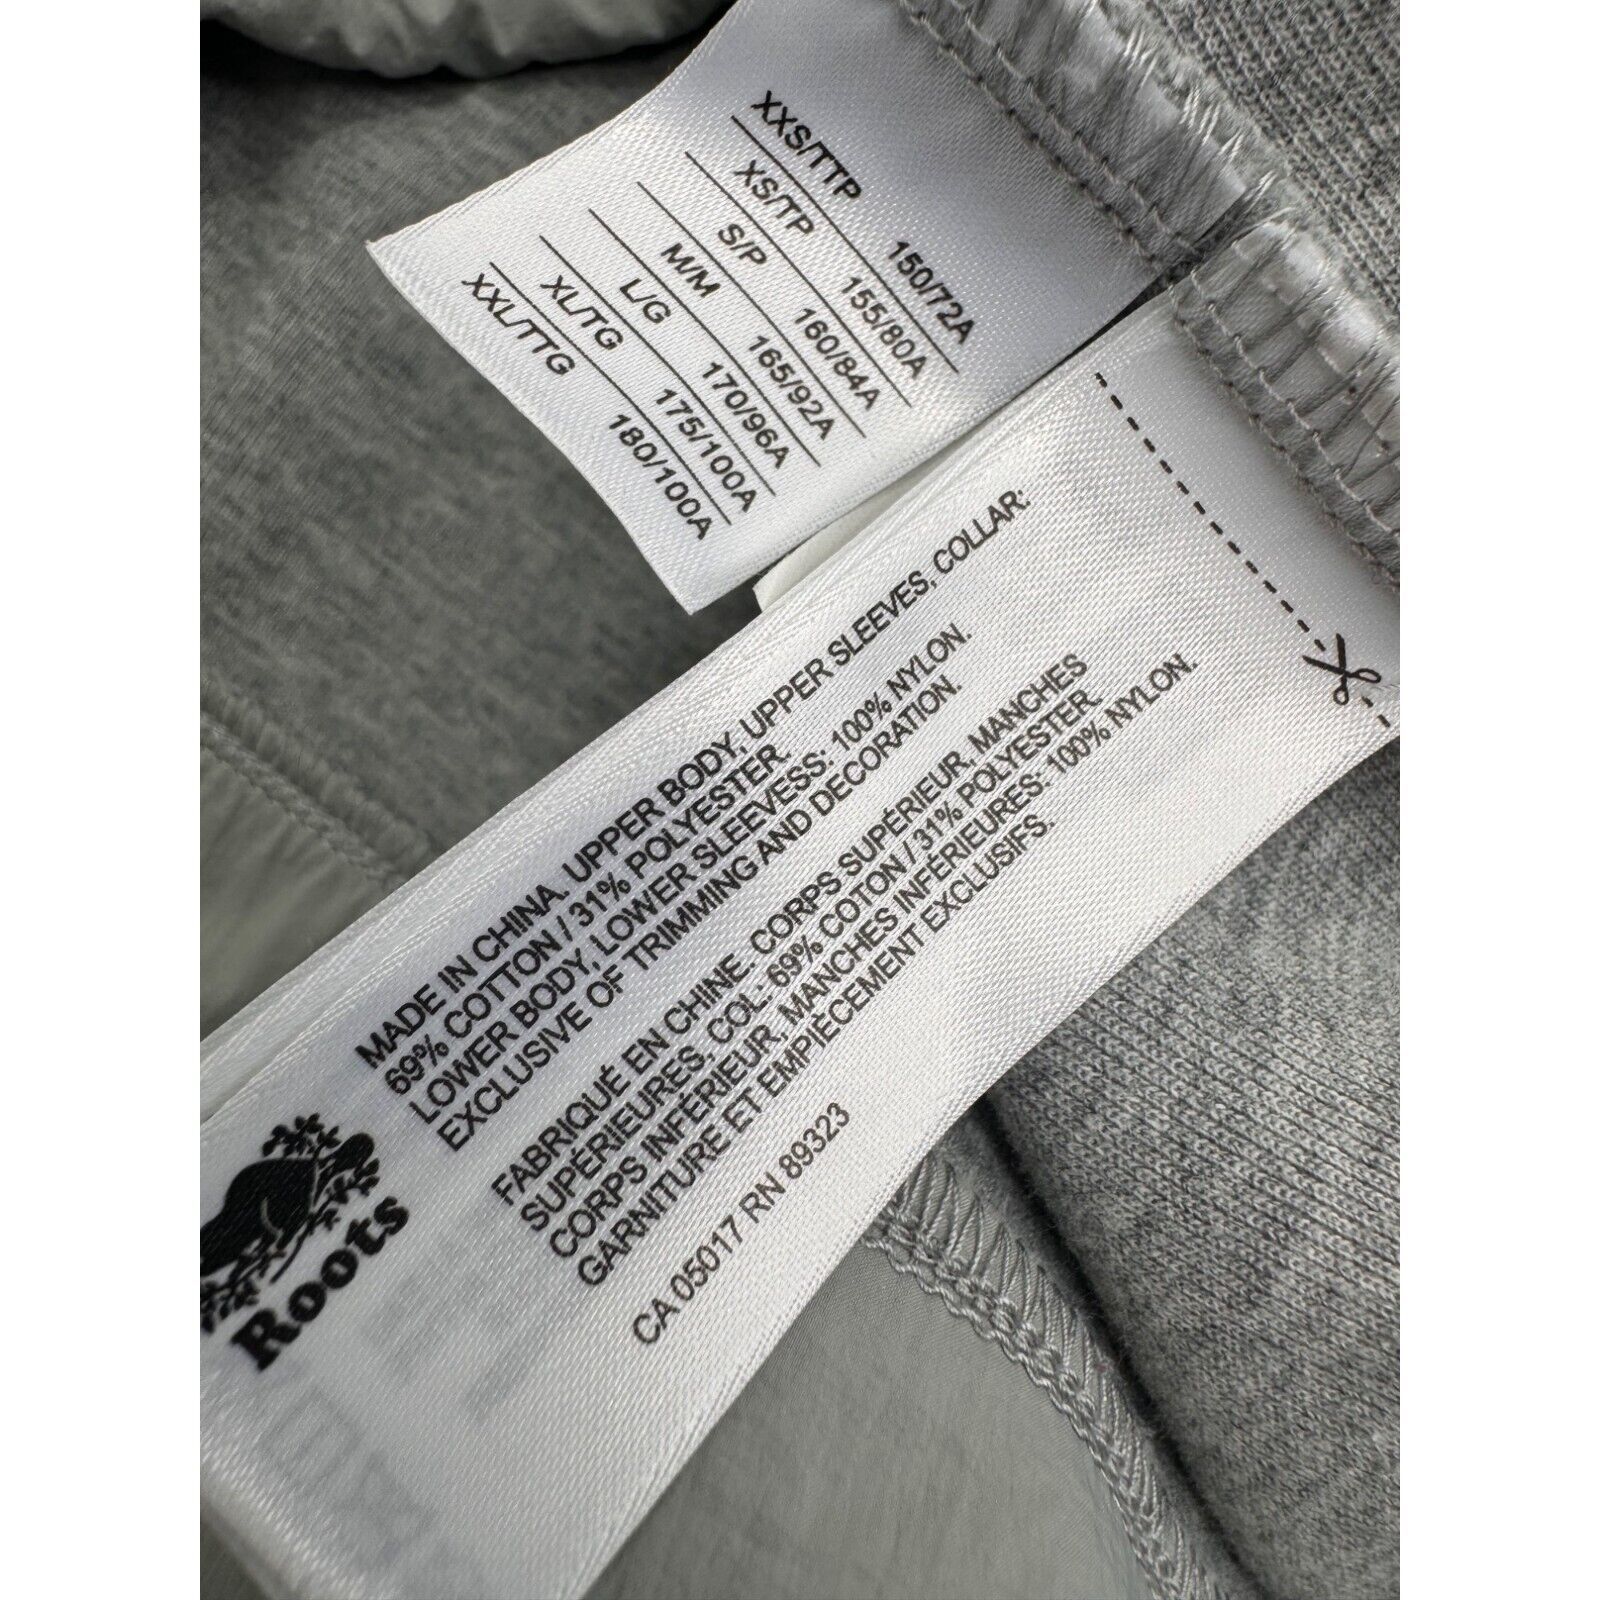 XXS/TTP 150/72A
XS/TP 155/80A
S/P 160/84A
M/M 165/92A
L/G 170/96A
XL/TG 175/100A
XXL/TTG 180/100A
MADE IN CHINA. UPPER BODY, UPPER SLEEVES, COLLAR:
69% COTTON / 31% POLYESTER.
LOWER BODY, LOWER SLEEVESS: 100% NYLON.
EXCLUSIVE OF TRIMMING AND DECORATION.
FABRIQUÉ EN CHINE. CORPS SUPÉRIEUR, MANCHES
SUPÉRIEURES, COL: 69% COTON / 31% POLYESTER.
CORPS INFÉRIEUR, MANCHES INFÉRIEURES: 100% NYLON.
GARNITURE ET EMPIÈCEMENT EXCLUSIFS.
CA 05017 RN 89323
Roots